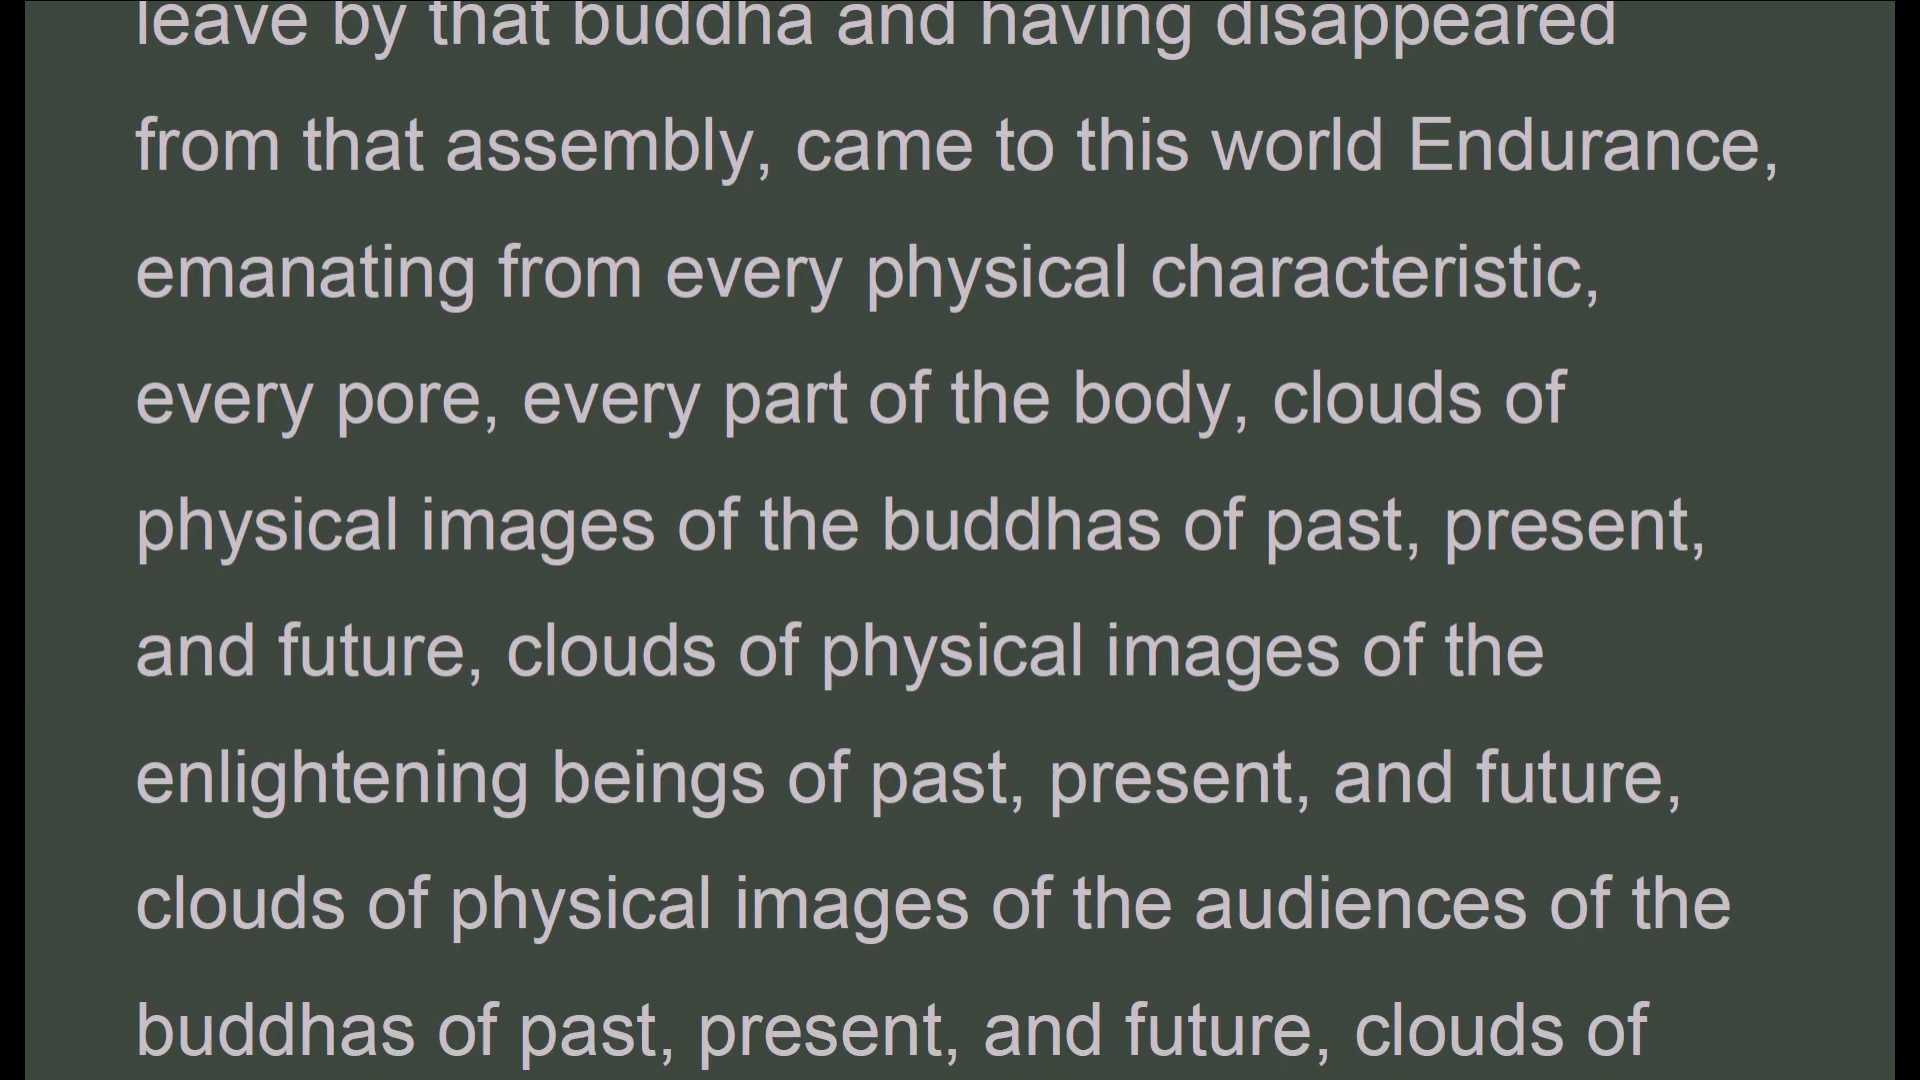 leave by that buddha and having disappeared
from that assembly, came to this world Endurance,
emanating from every physical characteristic,
every pore, every part of the body, clouds of
physical images of the buddhas of past, present,
and future, clouds of physical images of the
enlightening beings of past, present, and future,
clouds of physical images of the audiences of the
buddhas of past, present, and future, clouds of